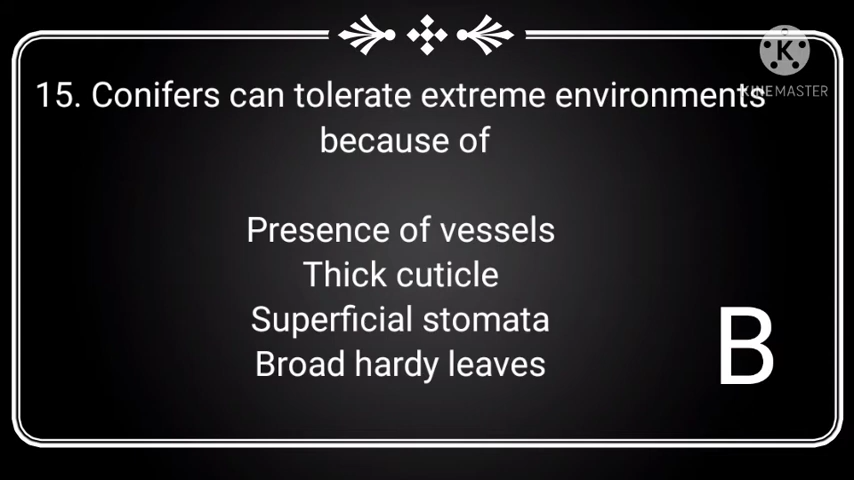 K
KINEMASTER
15. Conifers can tolerate extreme environments
because of
Presence of vessels
Thick cuticle
Superficial stomata
Broad hardy leaves
B